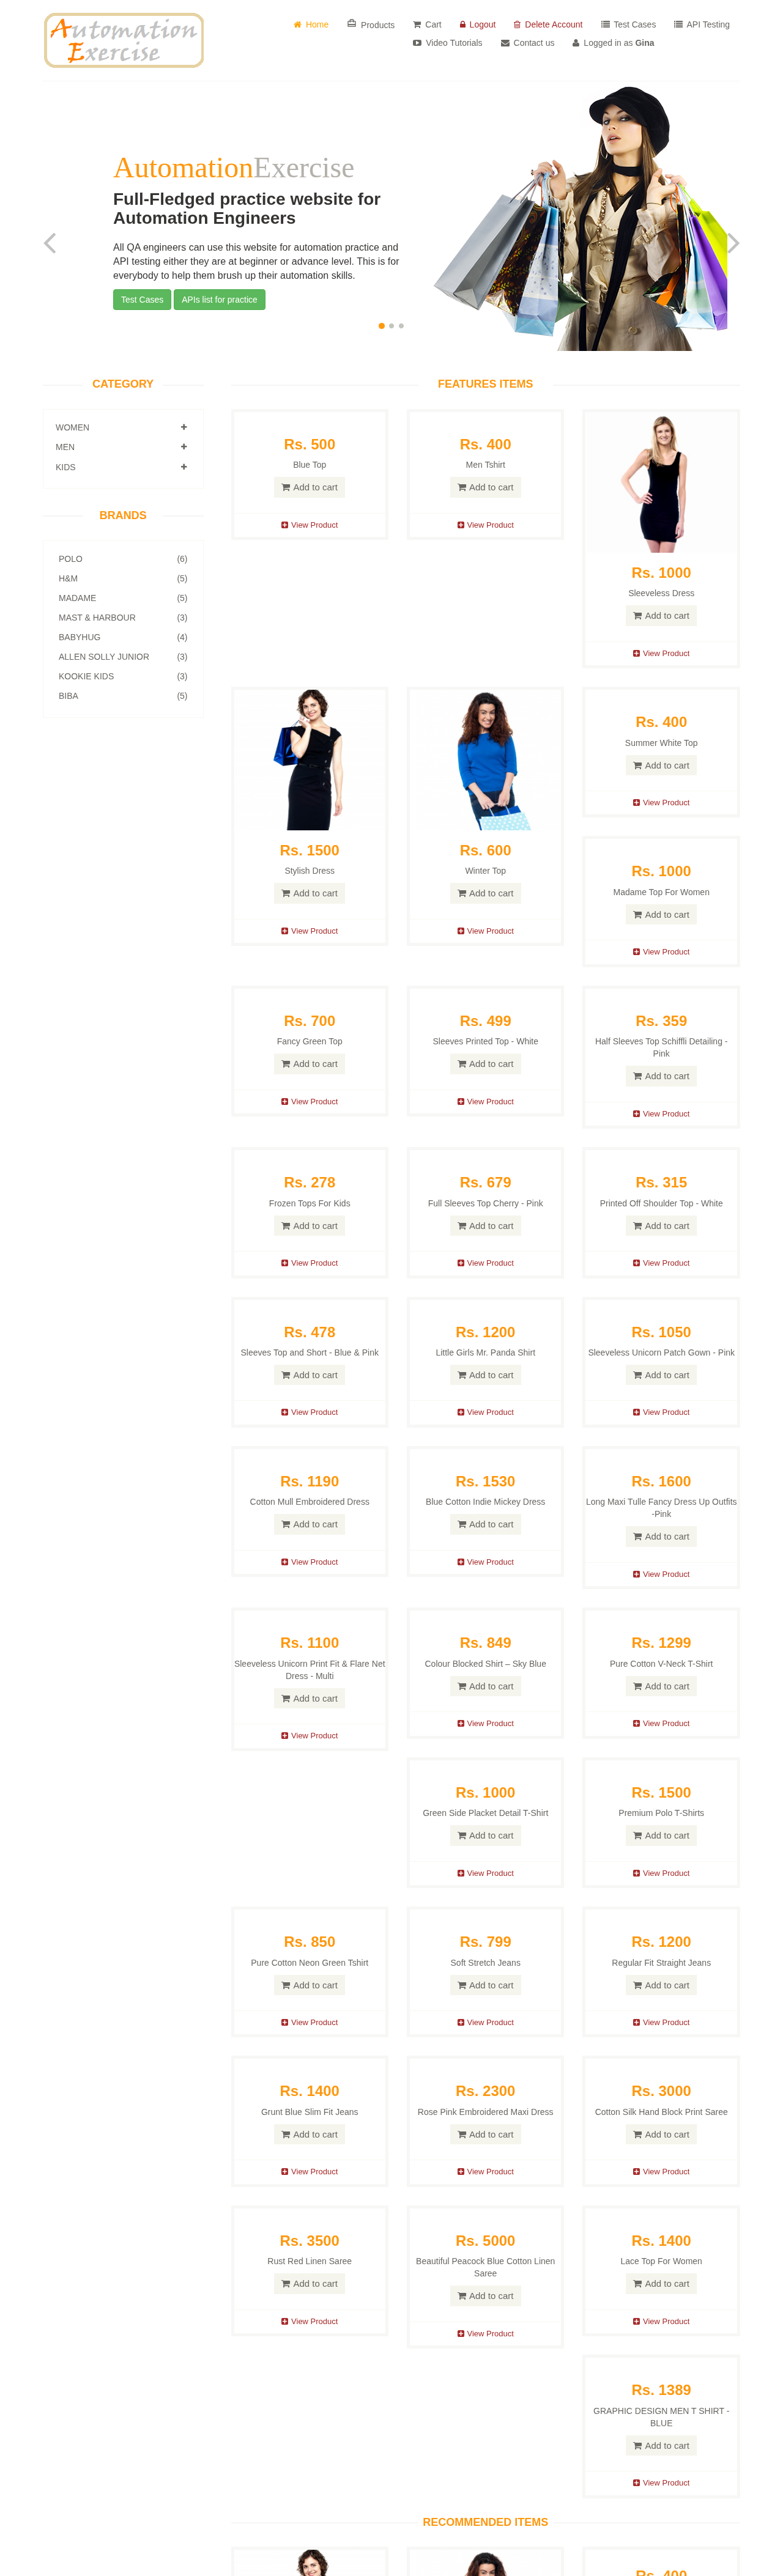 Automation
Exercise
Home
Products
Cart
Logout
Delete Account
Test Cases
API Testing
Video Tutorials
Contact us
Logged in as Gina
AutomationExercise
Full-Fledged practice website for
Automation Engineers
All QA engineers can use this website for automation practice and
API testing either they are at beginner or advance level. This is for
everybody to help them brush up their automation skills.
Test Cases
APIs list for practice
CATEGORY
WOMEN
MEN
KIDS
BRANDS
POLO (6)
H&M (5)
MADAME (5)
MAST & HARBOUR (3)
BABYHUG (4)
ALLEN SOLLY JUNIOR (3)
KOOKIE KIDS (3)
BIBA (5)
FEATURES ITEMS
Rs. 500
Blue Top
Add to cart
View Product
Rs. 400
Men Tshirt
Add to cart
View Product
Rs. 1000
Sleeveless Dress
Add to cart
View Product
Rs. 1500
Stylish Dress
Add to cart
View Product
Rs. 600
Winter Top
Add to cart
View Product
Rs. 400
Summer White Top
Add to cart
View Product
Rs. 1000
Madame Top For Women
Add to cart
View Product
Rs. 700
Fancy Green Top
Add to cart
View Product
Rs. 499
Sleeves Printed Top - White
Add to cart
View Product
Rs. 359
Half Sleeves Top Schiffli Detailing -
Pink
Add to cart
View Product
Rs. 278
Frozen Tops For Kids
Add to cart
View Product
Rs. 679
Full Sleeves Top Cherry - Pink
Add to cart
View Product
Rs. 315
Printed Off Shoulder Top - White
Add to cart
View Product
Rs. 478
Sleeves Top and Short - Blue & Pink
Add to cart
View Product
Rs. 1200
Little Girls Mr. Panda Shirt
Add to cart
View Product
Rs. 1050
Sleeveless Unicorn Patch Gown - Pink
Add to cart
View Product
Rs. 1190
Cotton Mull Embroidered Dress
Add to cart
View Product
Rs. 1530
Blue Cotton Indie Mickey Dress
Add to cart
View Product
Rs. 1600
Long Maxi Tulle Fancy Dress Up Outfits
-Pink
Add to cart
View Product
Rs. 1100
Sleeveless Unicorn Print Fit & Flare Net
Dress - Multi
Add to cart
View Product
Rs. 849
Colour Blocked Shirt – Sky Blue
Add to cart
View Product
Rs. 1299
Pure Cotton V-Neck T-Shirt
Add to cart
View Product
Rs. 1000
Green Side Placket Detail T-Shirt
Add to cart
View Product
Rs. 1500
Premium Polo T-Shirts
Add to cart
View Product
Rs. 850
Pure Cotton Neon Green Tshirt
Add to cart
View Product
Rs. 799
Soft Stretch Jeans
Add to cart
View Product
Rs. 1200
Regular Fit Straight Jeans
Add to cart
View Product
Rs. 1400
Grunt Blue Slim Fit Jeans
Add to cart
View Product
Rs. 2300
Rose Pink Embroidered Maxi Dress
Add to cart
View Product
Rs. 3000
Cotton Silk Hand Block Print Saree
Add to cart
View Product
Rs. 3500
Rust Red Linen Saree
Add to cart
View Product
Rs. 5000
Beautiful Peacock Blue Cotton Linen
Saree
Add to cart
View Product
Rs. 1400
Lace Top For Women
Add to cart
View Product
Rs. 1389
GRAPHIC DESIGN MEN T SHIRT -
BLUE
Add to cart
View Product
RECOMMENDED ITEMS
Rs. 400